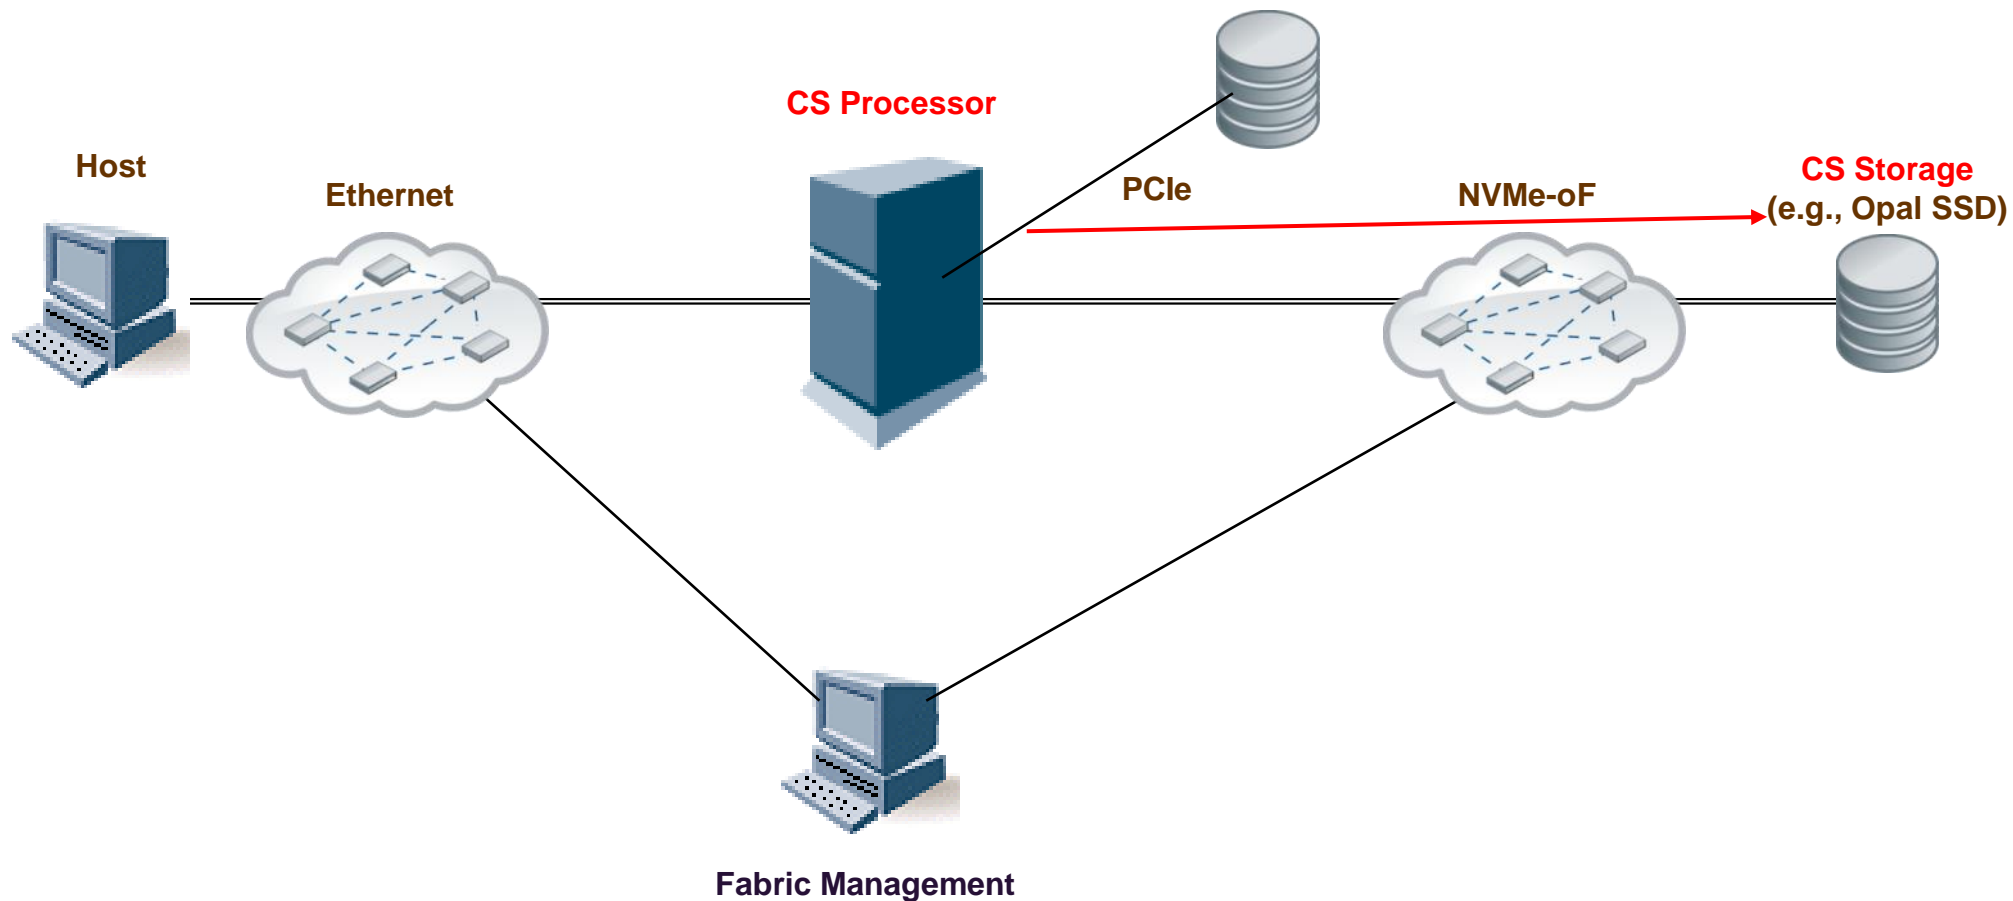 CS Processor
Host
Ethernet
PCIe
NVMe-oF
CS Storage
(e.g., Opal SSD)
Fabric Management